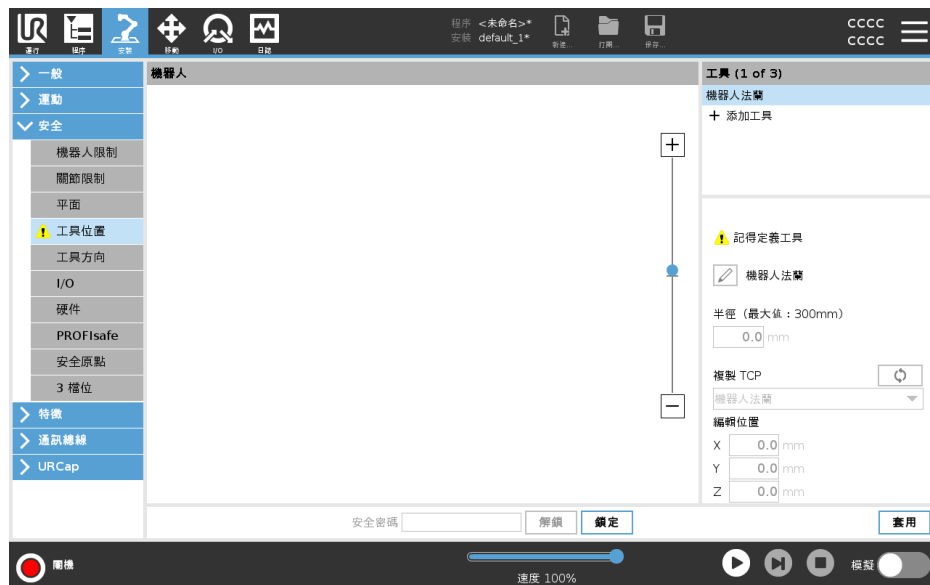 程序 <未命名>*
安裝 default_1*
運行
程序
安裝
移動
I/O
日誌
新建...
打開...
保存...
cccc
cccc
一般
運動
安全
機器人限制
關節限制
平面
工具位置
工具方向
I/O
硬件
PROFIsafe
安全原點
3 檔位
特徵
通訊總線
URCap
機器人
工具 (1 of 3)
機器人法蘭
添加工具
記得定義工具
機器人法蘭
半徑（最大值：300mm）
0.0 mm
複製 TCP
機器人法蘭
編輯位置
X 0.0 mm
Y 0.0 mm
Z 0.0 mm
安全密碼 解鎖 鎖定
套用
關機
速度 100%
模擬